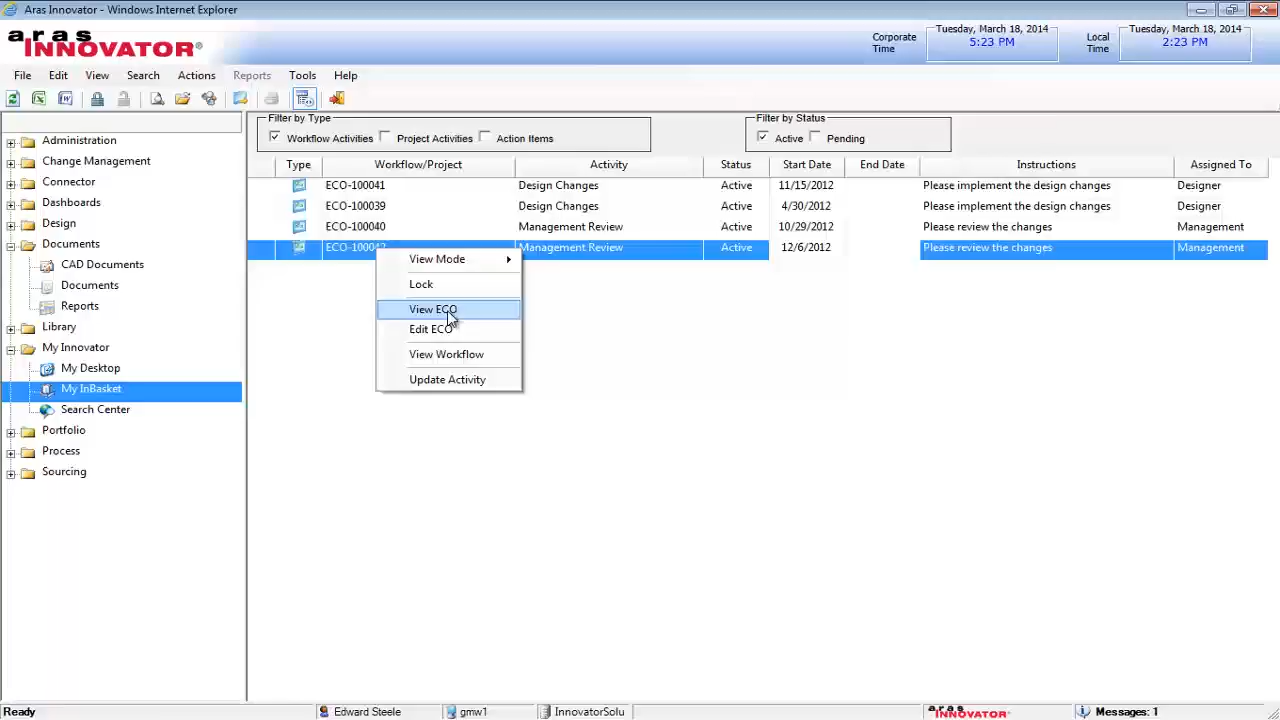 Aras Innovator - Windows Internet Explorer
aras INNOVATOR®
Corporate Time
Tuesday, March 18, 2014
5:23 PM
Local Time
Tuesday, March 18, 2014
2:23 PM
File Edit View Search Actions Reports Tools Help
Filter by Type
Workflow Activities Project Activities Action Items
Filter by Status
Active Pending
Type Workflow/Project Activity Status Start Date End Date Instructions Assigned To
ECO-100041 Design Changes Active 11/15/2012 Please implement the design changes Designer
ECO-100039 Design Changes Active 4/30/2012 Please implement the design changes Designer
ECO-100040 Management Review Active 10/29/2012 Please review the changes Management
ECO-100042 Management Review Active 12/6/2012 Please review the changes Management
View Mode
Lock
View ECO
Edit ECO
View Workflow
Update Activity
Administration
Change Management
Connector
Dashboards
Design
Documents
CAD Documents
Documents
Reports
Library
My Innovator
My Desktop
My InBasket
Search Center
Portfolio
Process
Sourcing
Ready Edward Steele gmw1 InnovatorSolu aras INNOVATOR® Messages: 1